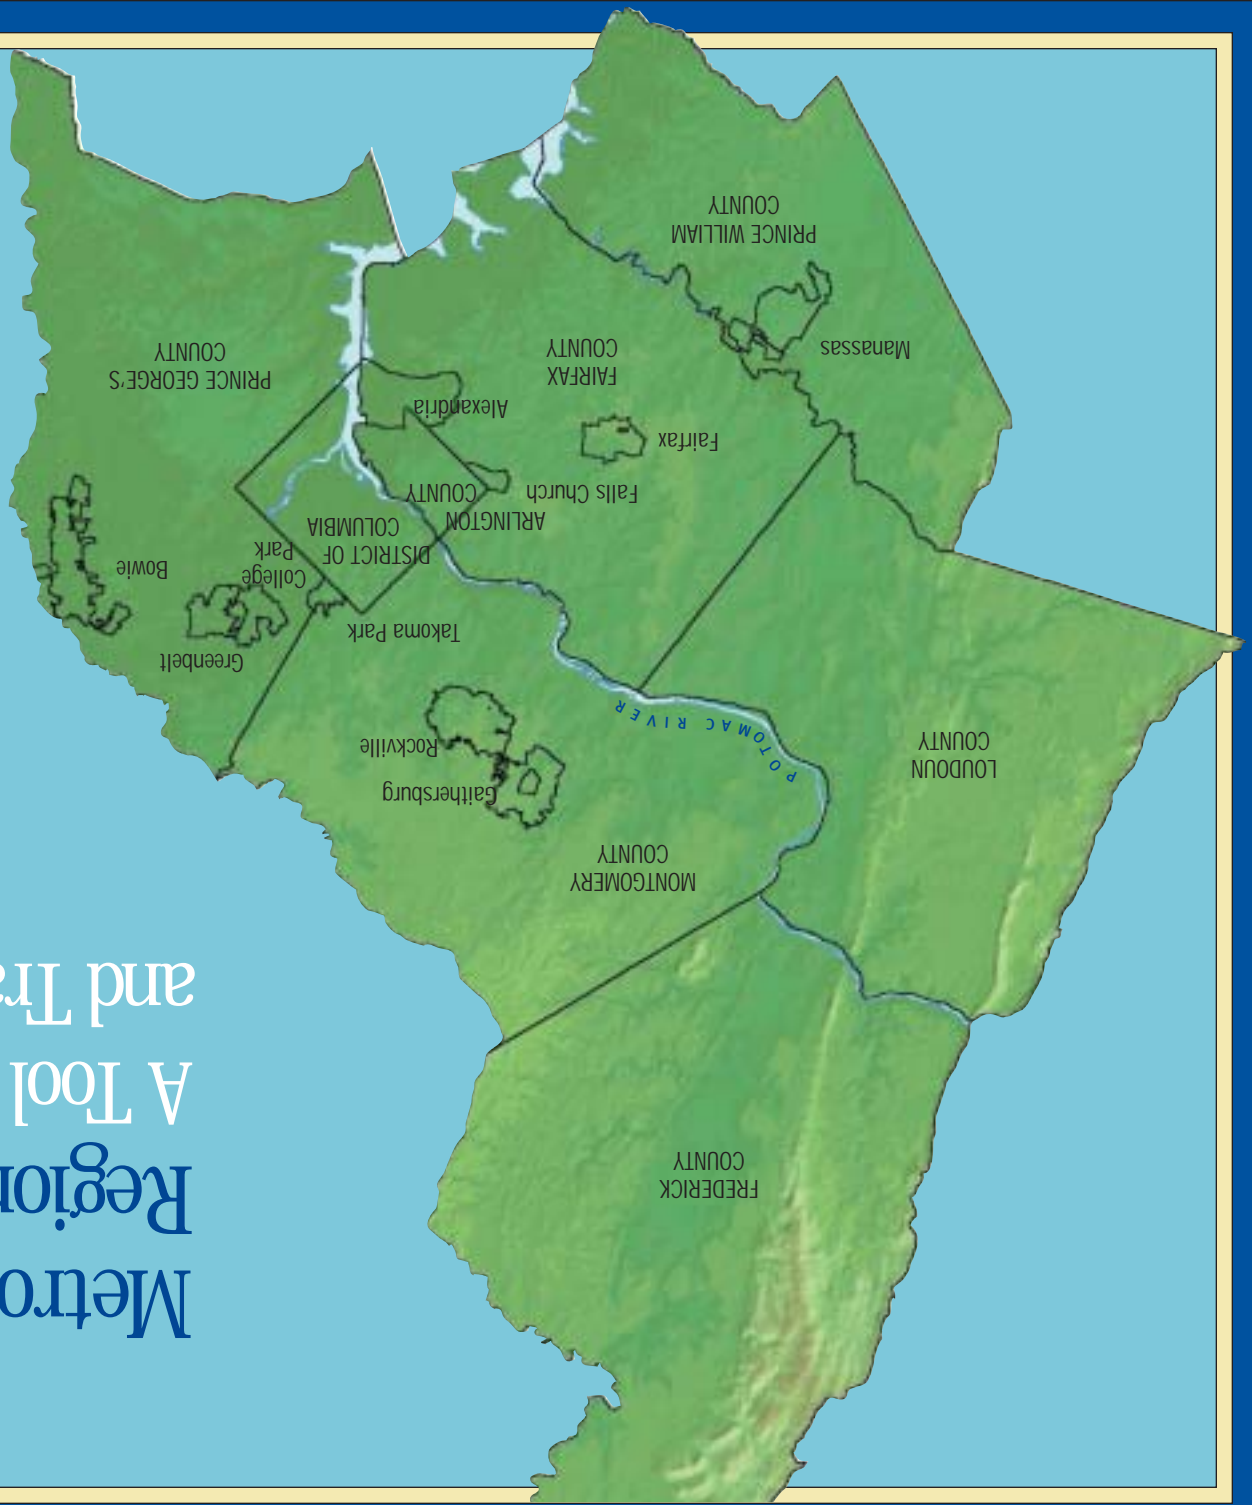 FREDERICK
COUNTY
Metro
Region
A Tool
and Tra
MONTGOMERY
COUNTY
LOUDOUN
COUNTY
POTOMAC RIVER
Gaithersburg
Rockville
Greenbelt
Takoma Park
Bowie
College
Park
DISTRICT OF
COLUMBIA
ARLINGTON
COUNTY
Falls Church
Fairfax
Alexandria
PRINCE GEORGE'S
COUNTY
FAIRFAX
COUNTY
Manassas
PRINCE WILLIAM
COUNTY